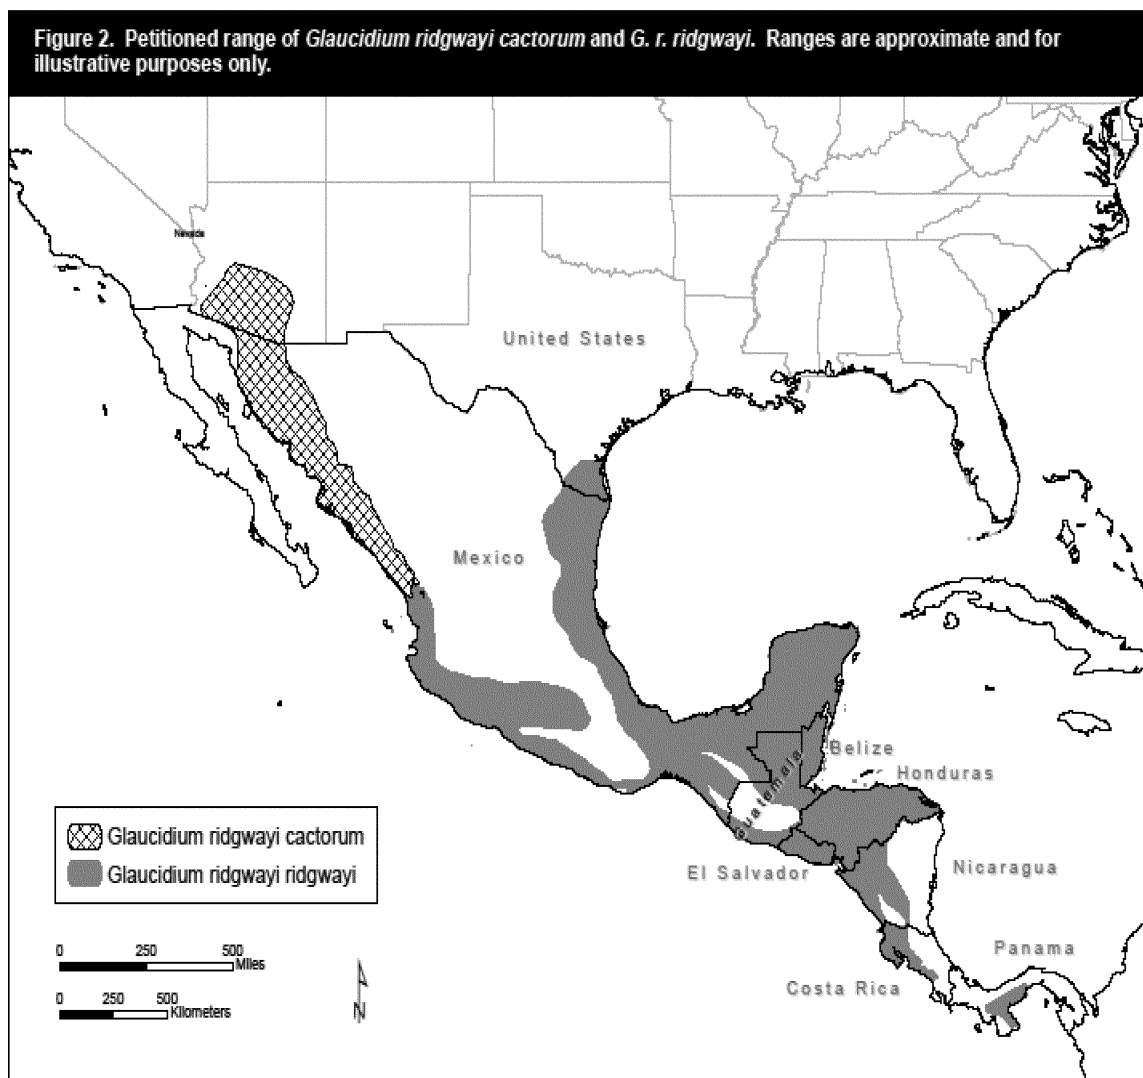 Figure 2. Petitioned range of Glaucidium ridgwayi cactorum and G. r. ridgwayi. Ranges are approximate and for
illustrative purposes only.
Nevada
United States
Mexico
Belize
Honduras
Guatemala
El Salvador
Nicaragua
Panama
Costa Rica
Glaucidium ridgwayi cactorum
Glaucidium ridgwayi ridgwayi
0 250 500
Miles
0 250 500
Kilometers
N